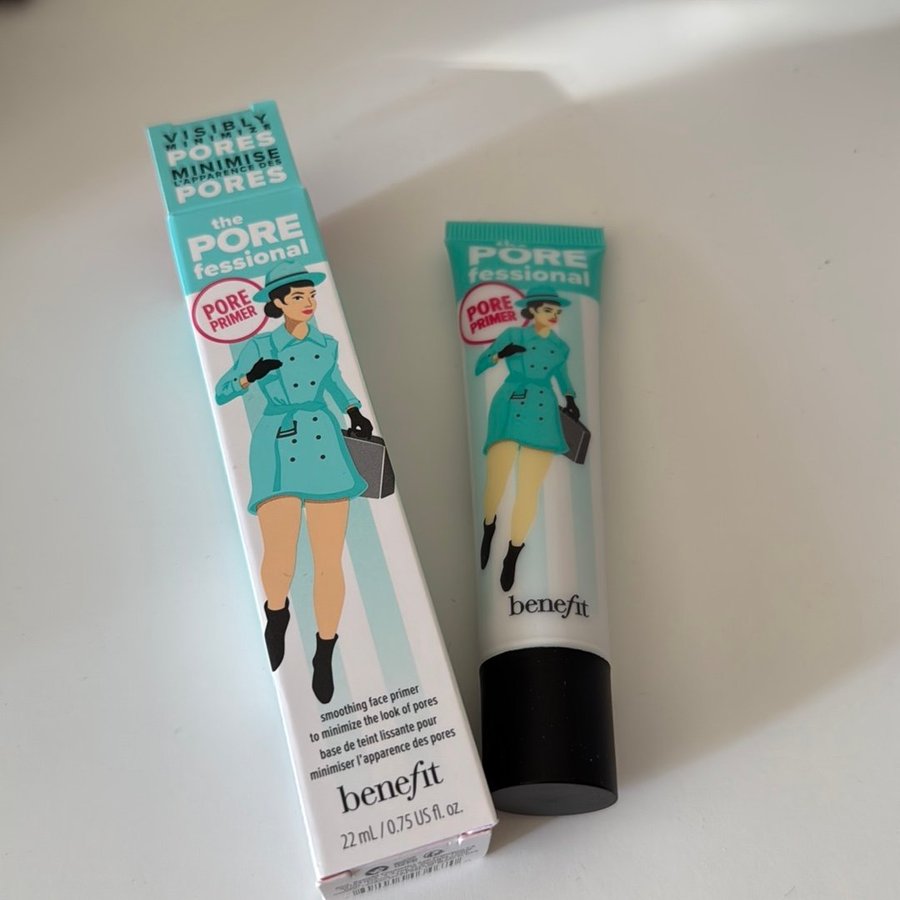 VISIBLY
MINIMIZE
PORES
MINIMISE
L'APPARENCE DES
PORES
the
PORE
fessional
PORE
PRIMER
smoothing face primer
to minimize the look of pores
base de teint lissante pour
minimiser l'apparence des pores
benefit
22 mL / 0.75 US fl. oz.
the
PORE
fessional
PORE
PRIMER
benefit